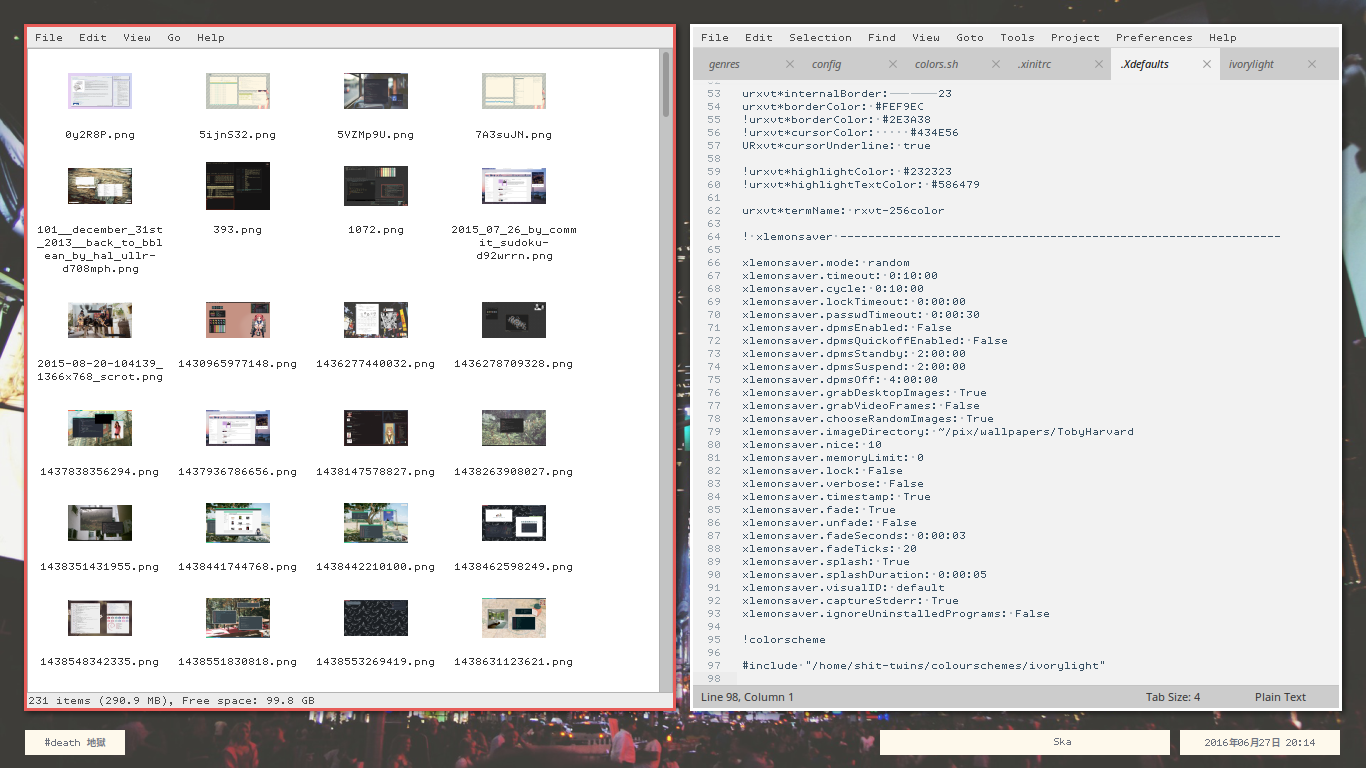 File Edit View Go Help
0y2R8P.png 5ijnS32.png 5VZMp9U.png 7A3suJN.png
101__december_31st
_2013__back_to_bbl
ean_by_hal_ullr-
d708mph.png
393.png
1072.png
2015_07_26_by_comm
it_sudoku-
d92wrrn.png
2015-08-20-104139_
1366x768_scrot.png
1430965977148.png 1436277440032.png 1436278709328.png
1437838356294.png 1437936786656.png 1438147578827.png 1438263908027.png
1438351431955.png 1438441744768.png 1438442210100.png 1438462598249.png
1438548342335.png 1438551830818.png 1438553269419.png 1438631123621.png
231 items (290.9 MB), Free space: 99.8 GB
File Edit Selection Find View Goto Tools Project Preferences Help
genres config colors.sh .xinitrc .Xdefaults ivorylight
53 urxvt*internalBorder: 23
54 urxvt*borderColor: #FEF9EC
55 !urxvt*borderColor: #2E3A38
56 !urxvt*cursorColor: #434E56
57 URxvt*cursorUnderline: true
58
59 !urxvt*highlightColor: #232323
60 !urxvt*highlightTextColor: #586479
61
62 urxvt*termName: rxvt-256color
63
64 ! xlemonsaver ---------------------------------------------------------------
65
66 xlemonsaver.mode: random
67 xlemonsaver.timeout: 0:10:00
68 xlemonsaver.cycle: 0:10:00
69 xlemonsaver.lockTimeout: 0:00:00
70 xlemonsaver.passwdTimeout: 0:00:30
71 xlemonsaver.dpmsEnabled: False
72 xlemonsaver.dpmsQuickoffEnabled: False
73 xlemonsaver.dpmsStandby: 2:00:00
74 xlemonsaver.dpmsSuspend: 2:00:00
75 xlemonsaver.dpmsOff: 4:00:00
76 xlemonsaver.grabDesktopImages: True
77 xlemonsaver.grabVideoFrames: False
78 xlemonsaver.chooseRandomImages: True
79 xlemonsaver.imageDirectory: ~/pix/wallpapers/TobyHarvard
80 xlemonsaver.nice: 10
81 xlemonsaver.memoryLimit: 0
82 xlemonsaver.lock: False
83 xlemonsaver.verbose: False
84 xlemonsaver.timestamp: True
85 xlemonsaver.fade: True
86 xlemonsaver.unfade: False
87 xlemonsaver.fadeSeconds: 0:00:03
88 xlemonsaver.fadeTicks: 20
89 xlemonsaver.splash: True
90 xlemonsaver.splashDuration: 0:00:05
91 xlemonsaver.visualID: default
92 xlemonsaver.captureStderr: True
93 xlemonsaver.ignoreUninstalledPrograms: False
94
95 !colorscheme
96
97 #include "/home/shit-twins/colourschemes/ivorylight"
98
Line 98, Column 1 Tab Size: 4 Plain Text
#death 地獄
Ska
2016年06月27日 20:14